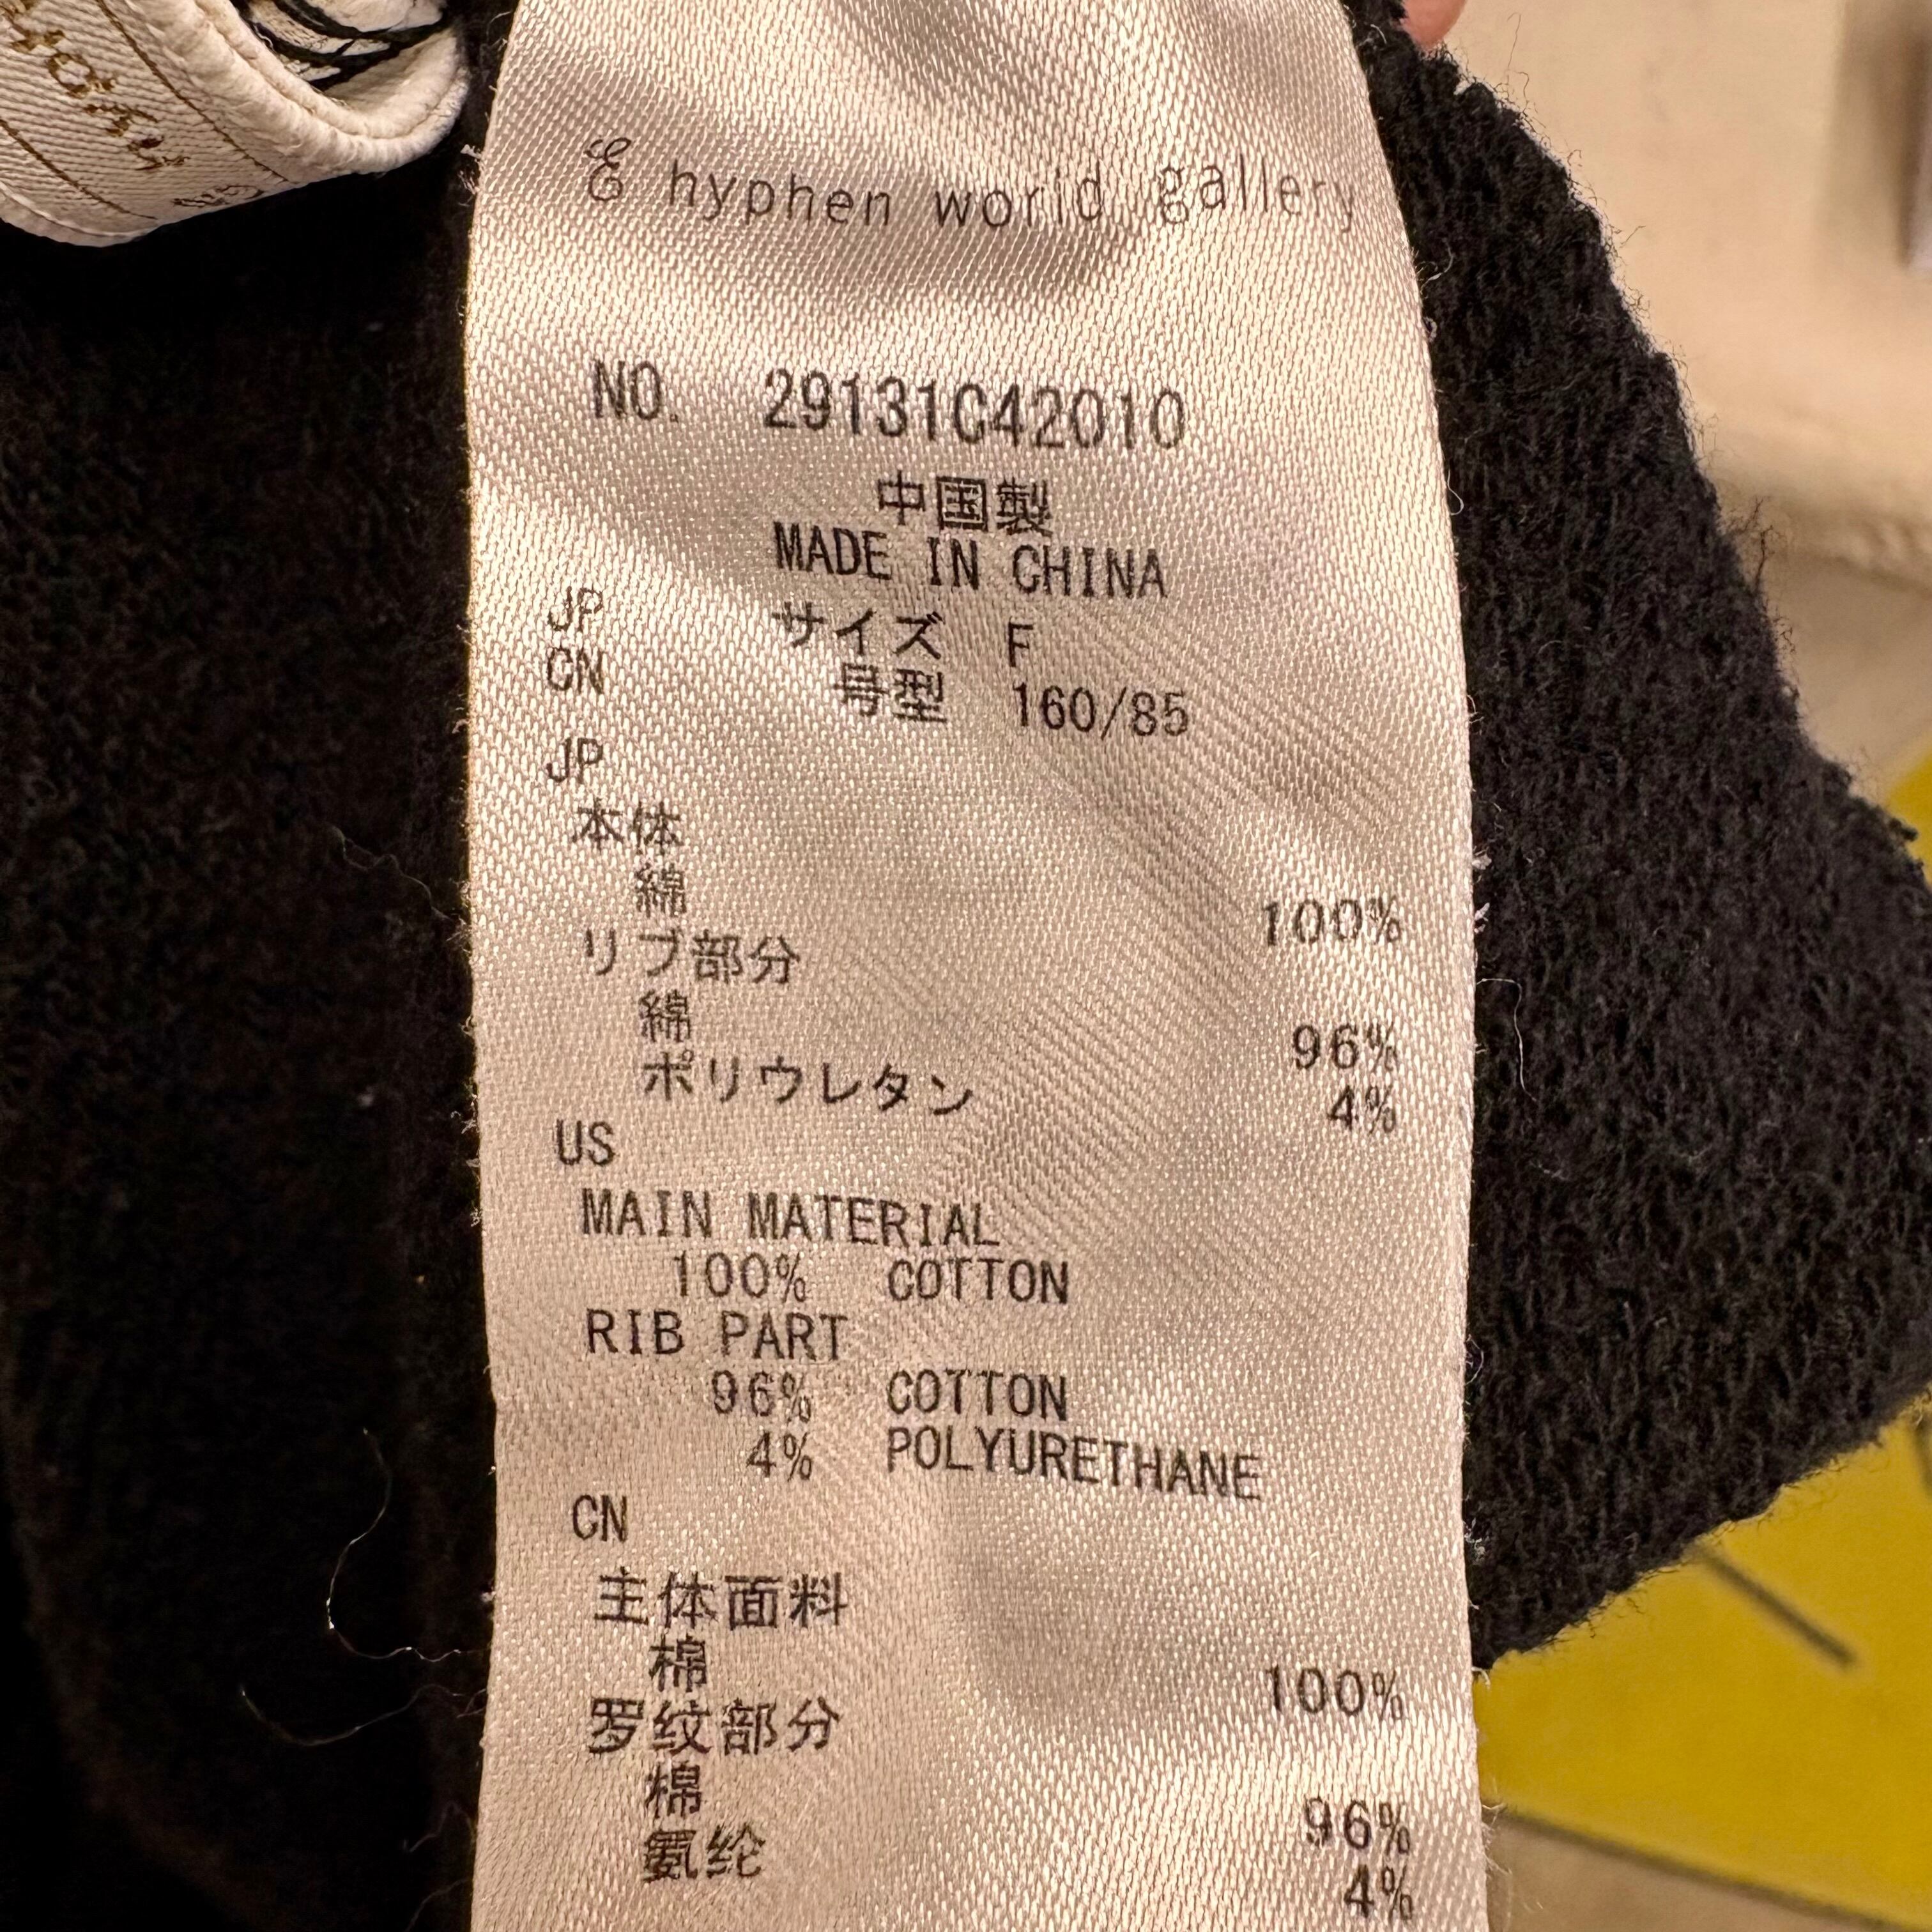 E hyphen world gallery
NO. 29131C42010
中国製
MADE IN CHINA
JP サイズ F
CN 号型 160/85
JP
本体
綿 100%
リブ部分
綿 96%
ポリウレタン 4%
US
MAIN MATERIAL
100% COTTON
RIB PART
96% COTTON
4% POLYURETHANE
CN
主体面料
棉 100%
罗纹部分
棉 96%
氨纶 4%